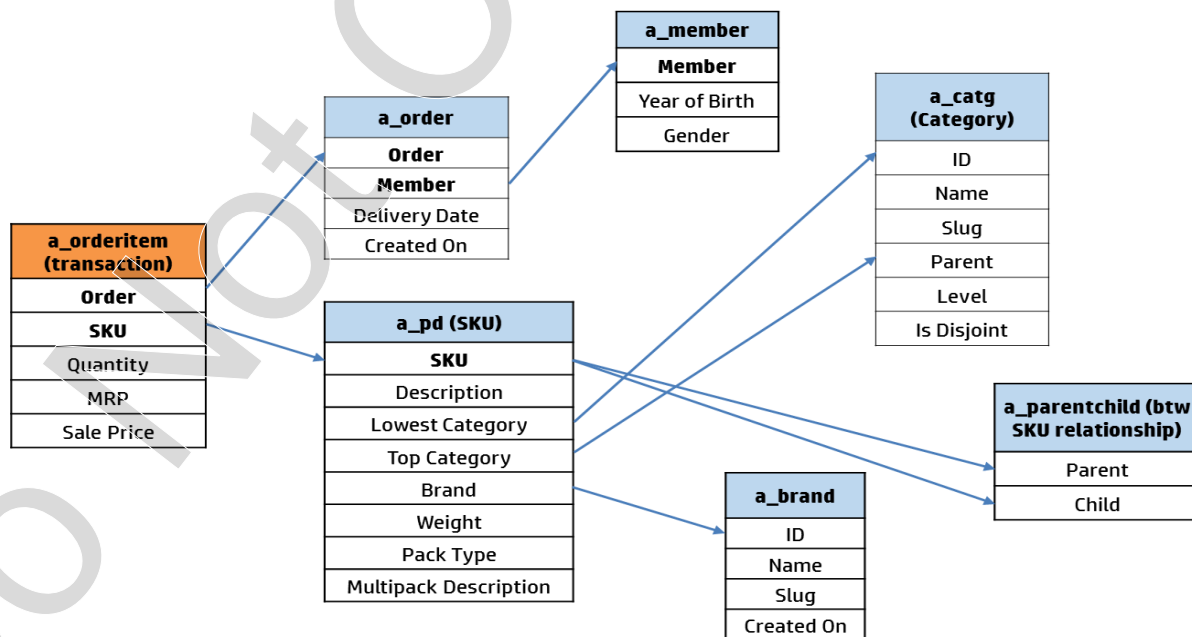 a_member
Member
Year of Birth
Gender
a_order
Order
Member
Delivery Date
Created On
a_catg
(Category)
ID
Name
Slug
Parent
Level
Is Disjoint
a_orderitem
(transaction)
Order
SKU
Quantity
MRP
Sale Price
a_pd (SKU)
SKU
Description
Lowest Category
Top Category
Brand
Weight
Pack Type
Multipack Description
a_parentchild (btw
SKU relationship)
Parent
Child
a_brand
ID
Name
Slug
Created On
o Not